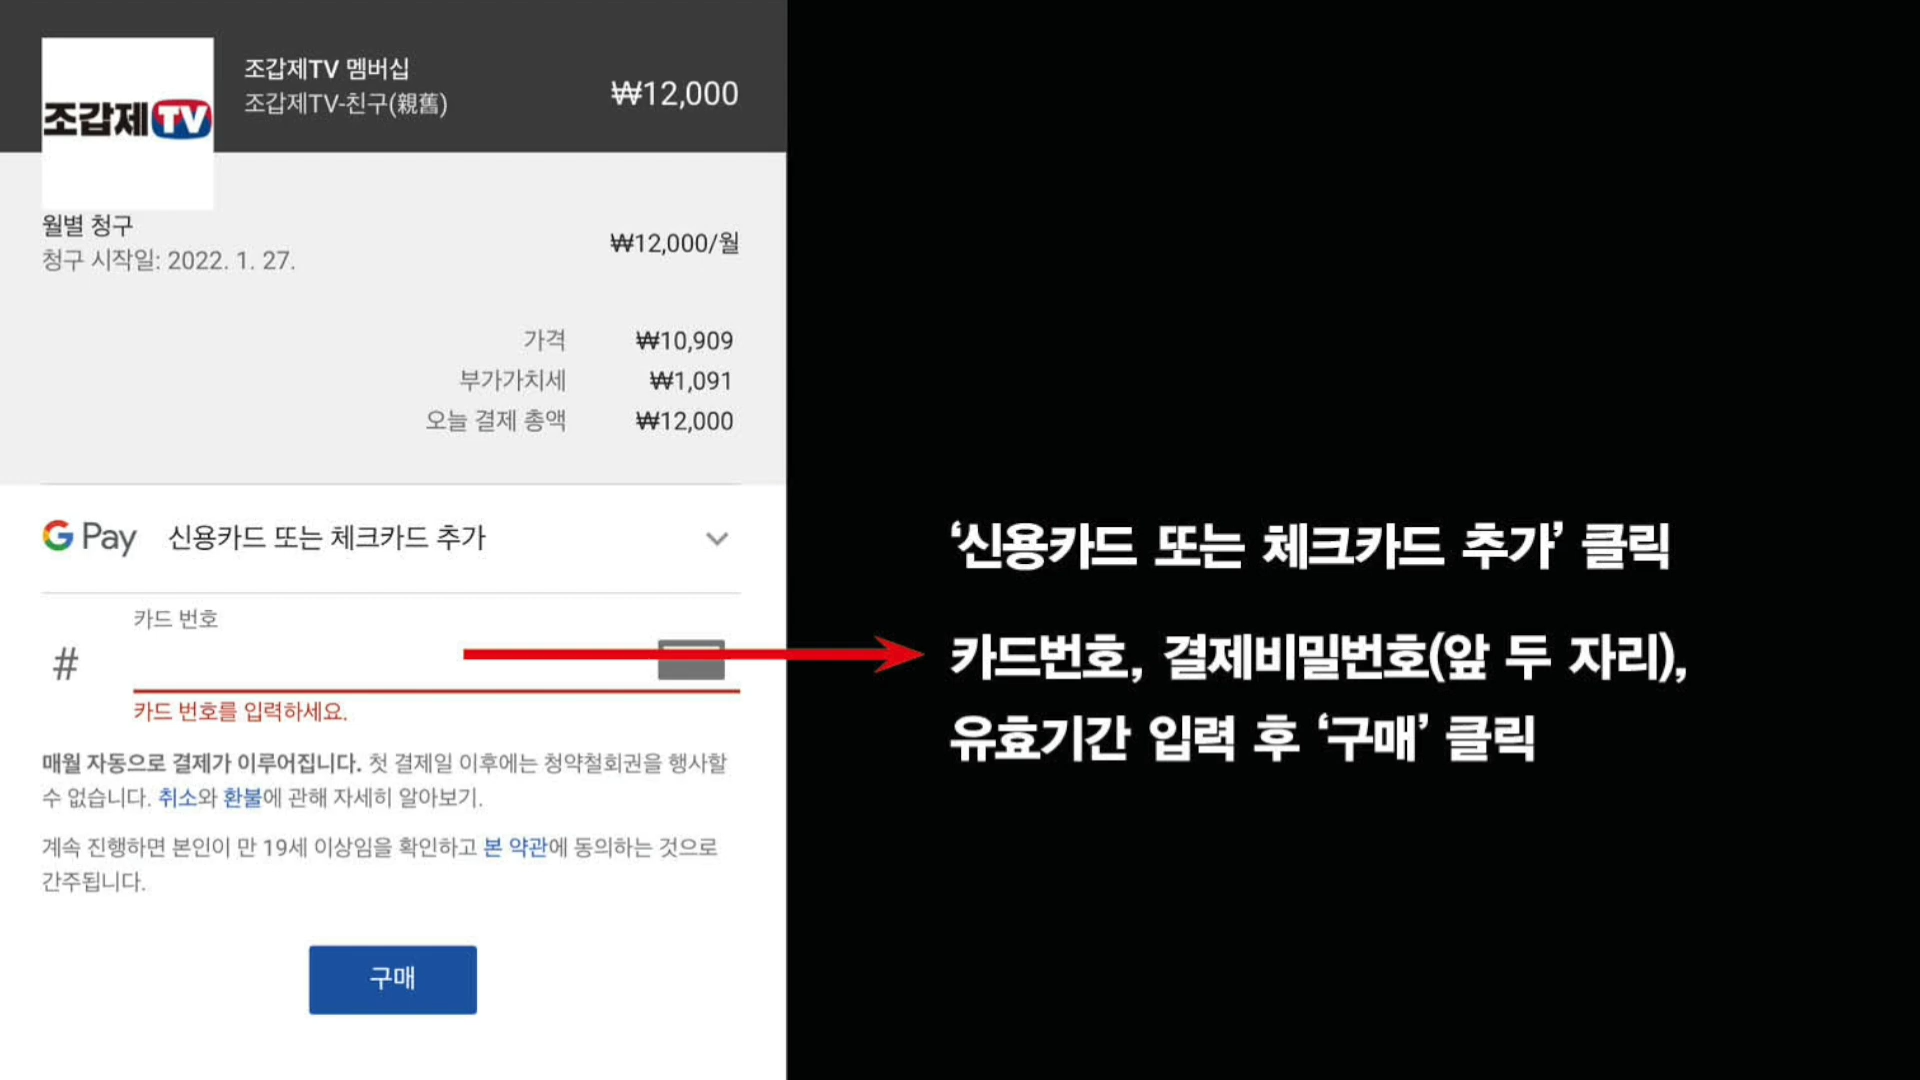 조갑제TV
조갑제TV 멤버십
조갑제TV-친구(親舊)
₩12,000
월별 청구
청구 시작일: 2022. 1. 27.
₩12,000/월
가격 ₩10,909
부가가치세 ₩1,091
오늘 결제 총액 ₩12,000
G Pay 신용카드 또는 체크카드 추가
카드 번호
#
카드 번호를 입력하세요.
매월 자동으로 결제가 이루어집니다. 첫 결제일 이후에는 청약철회권을 행사할
수 없습니다. 취소와 환불에 관해 자세히 알아보기.
계속 진행하면 본인이 만 19세 이상임을 확인하고 본 약관에 동의하는 것으로
간주됩니다.
구매
‘신용카드 또는 체크카드 추가’ 클릭
카드번호, 결제비밀번호(앞 두 자리),
유효기간 입력 후 ‘구매’ 클릭